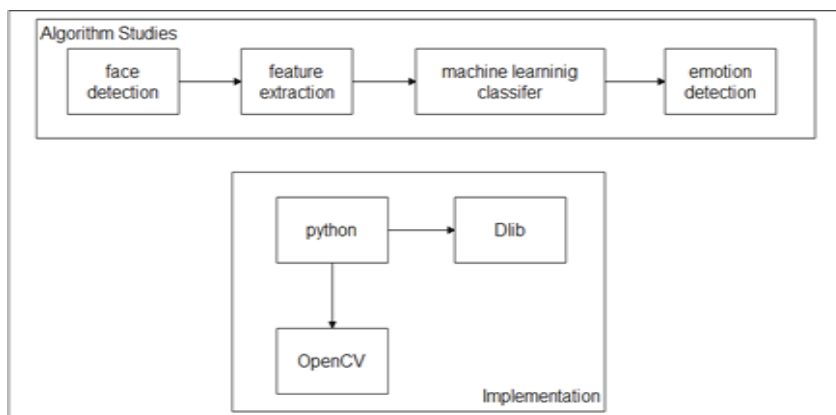 Algorithm Studies
face
detection
feature
extraction
machine learninig
classifer
emotion
detection
python
Dlib
OpenCV
Implementation